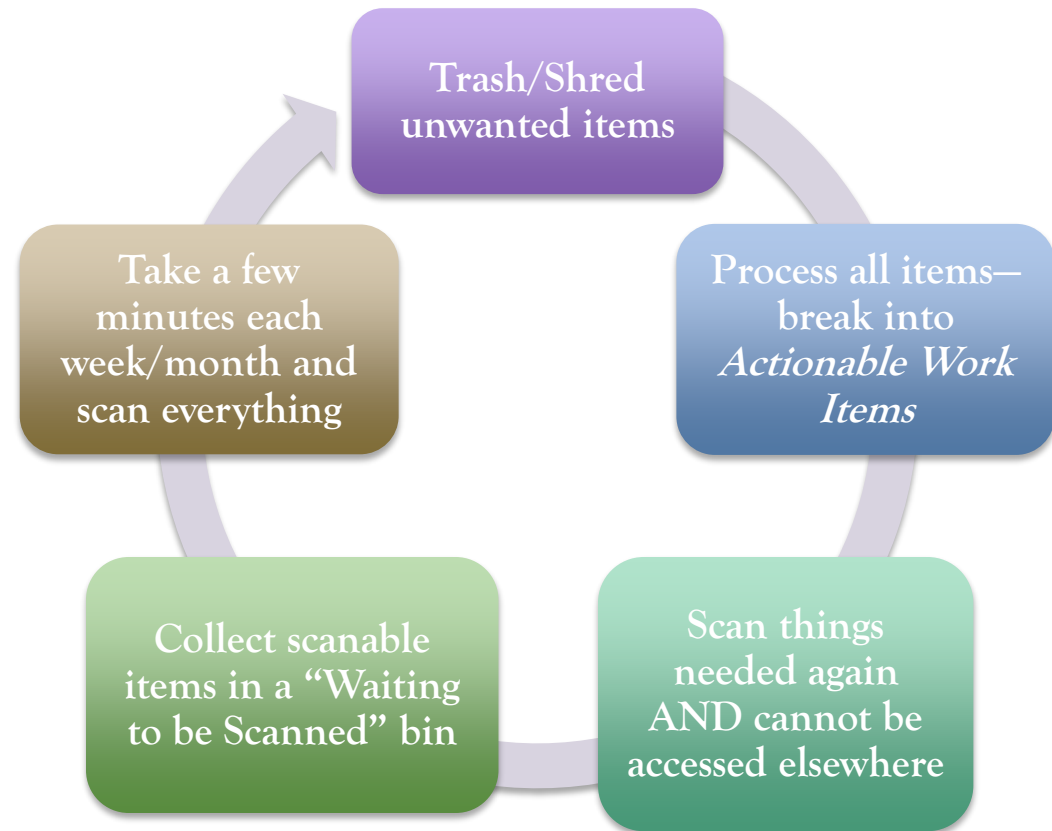 Trash/Shred
unwanted items
Process all items—
break into
Actionable Work
Items
Scan things
needed again
AND cannot be
accessed elsewhere
Collect scanable
items in a “Waiting
to be Scanned” bin
Take a few
minutes each
week/month and
scan everything